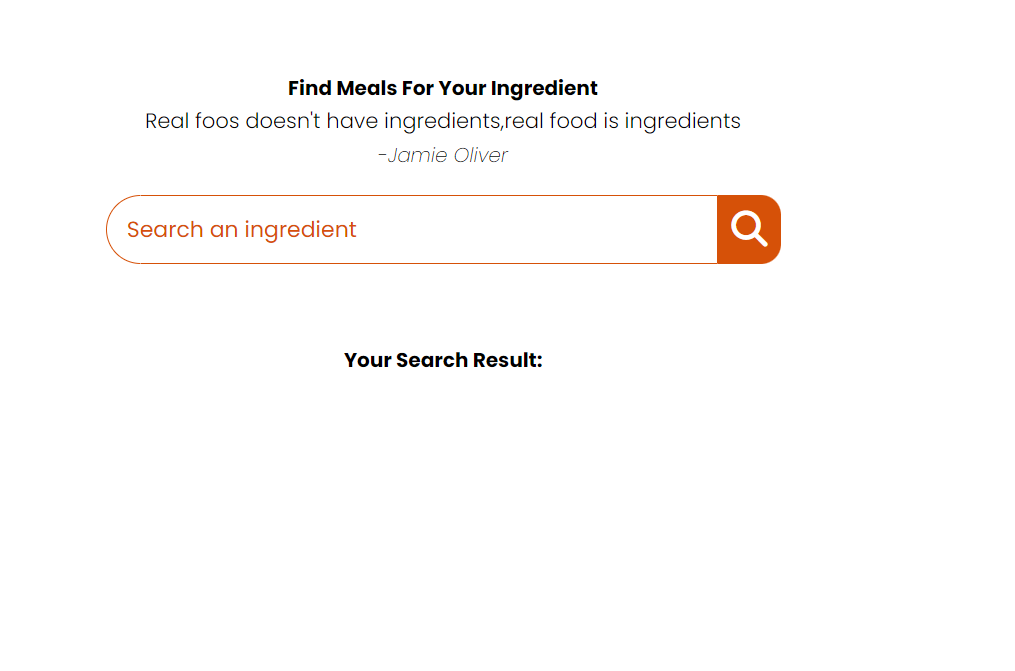 Find Meals For Your Ingredient
Real foos doesn't have ingredients,real food is ingredients
-Jamie Oliver
Search an ingredient
Your Search Result: